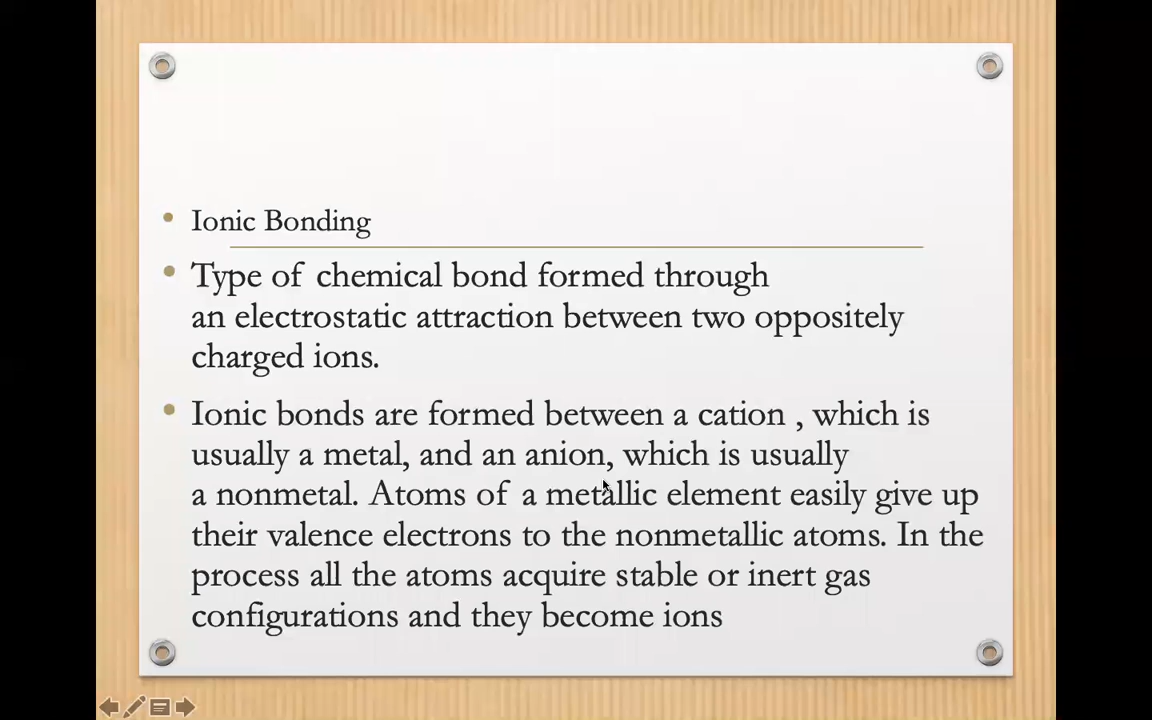 Ionic Bonding
Type of chemical bond formed through
an electrostatic attraction between two oppositely
charged ions.
Ionic bonds are formed between a cation , which is
usually a metal, and an anion, which is usually
a nonmetal. Atoms of a metallic element easily give up
their valence electrons to the nonmetallic atoms. In the
process all the atoms acquire stable or inert gas
configurations and they become ions